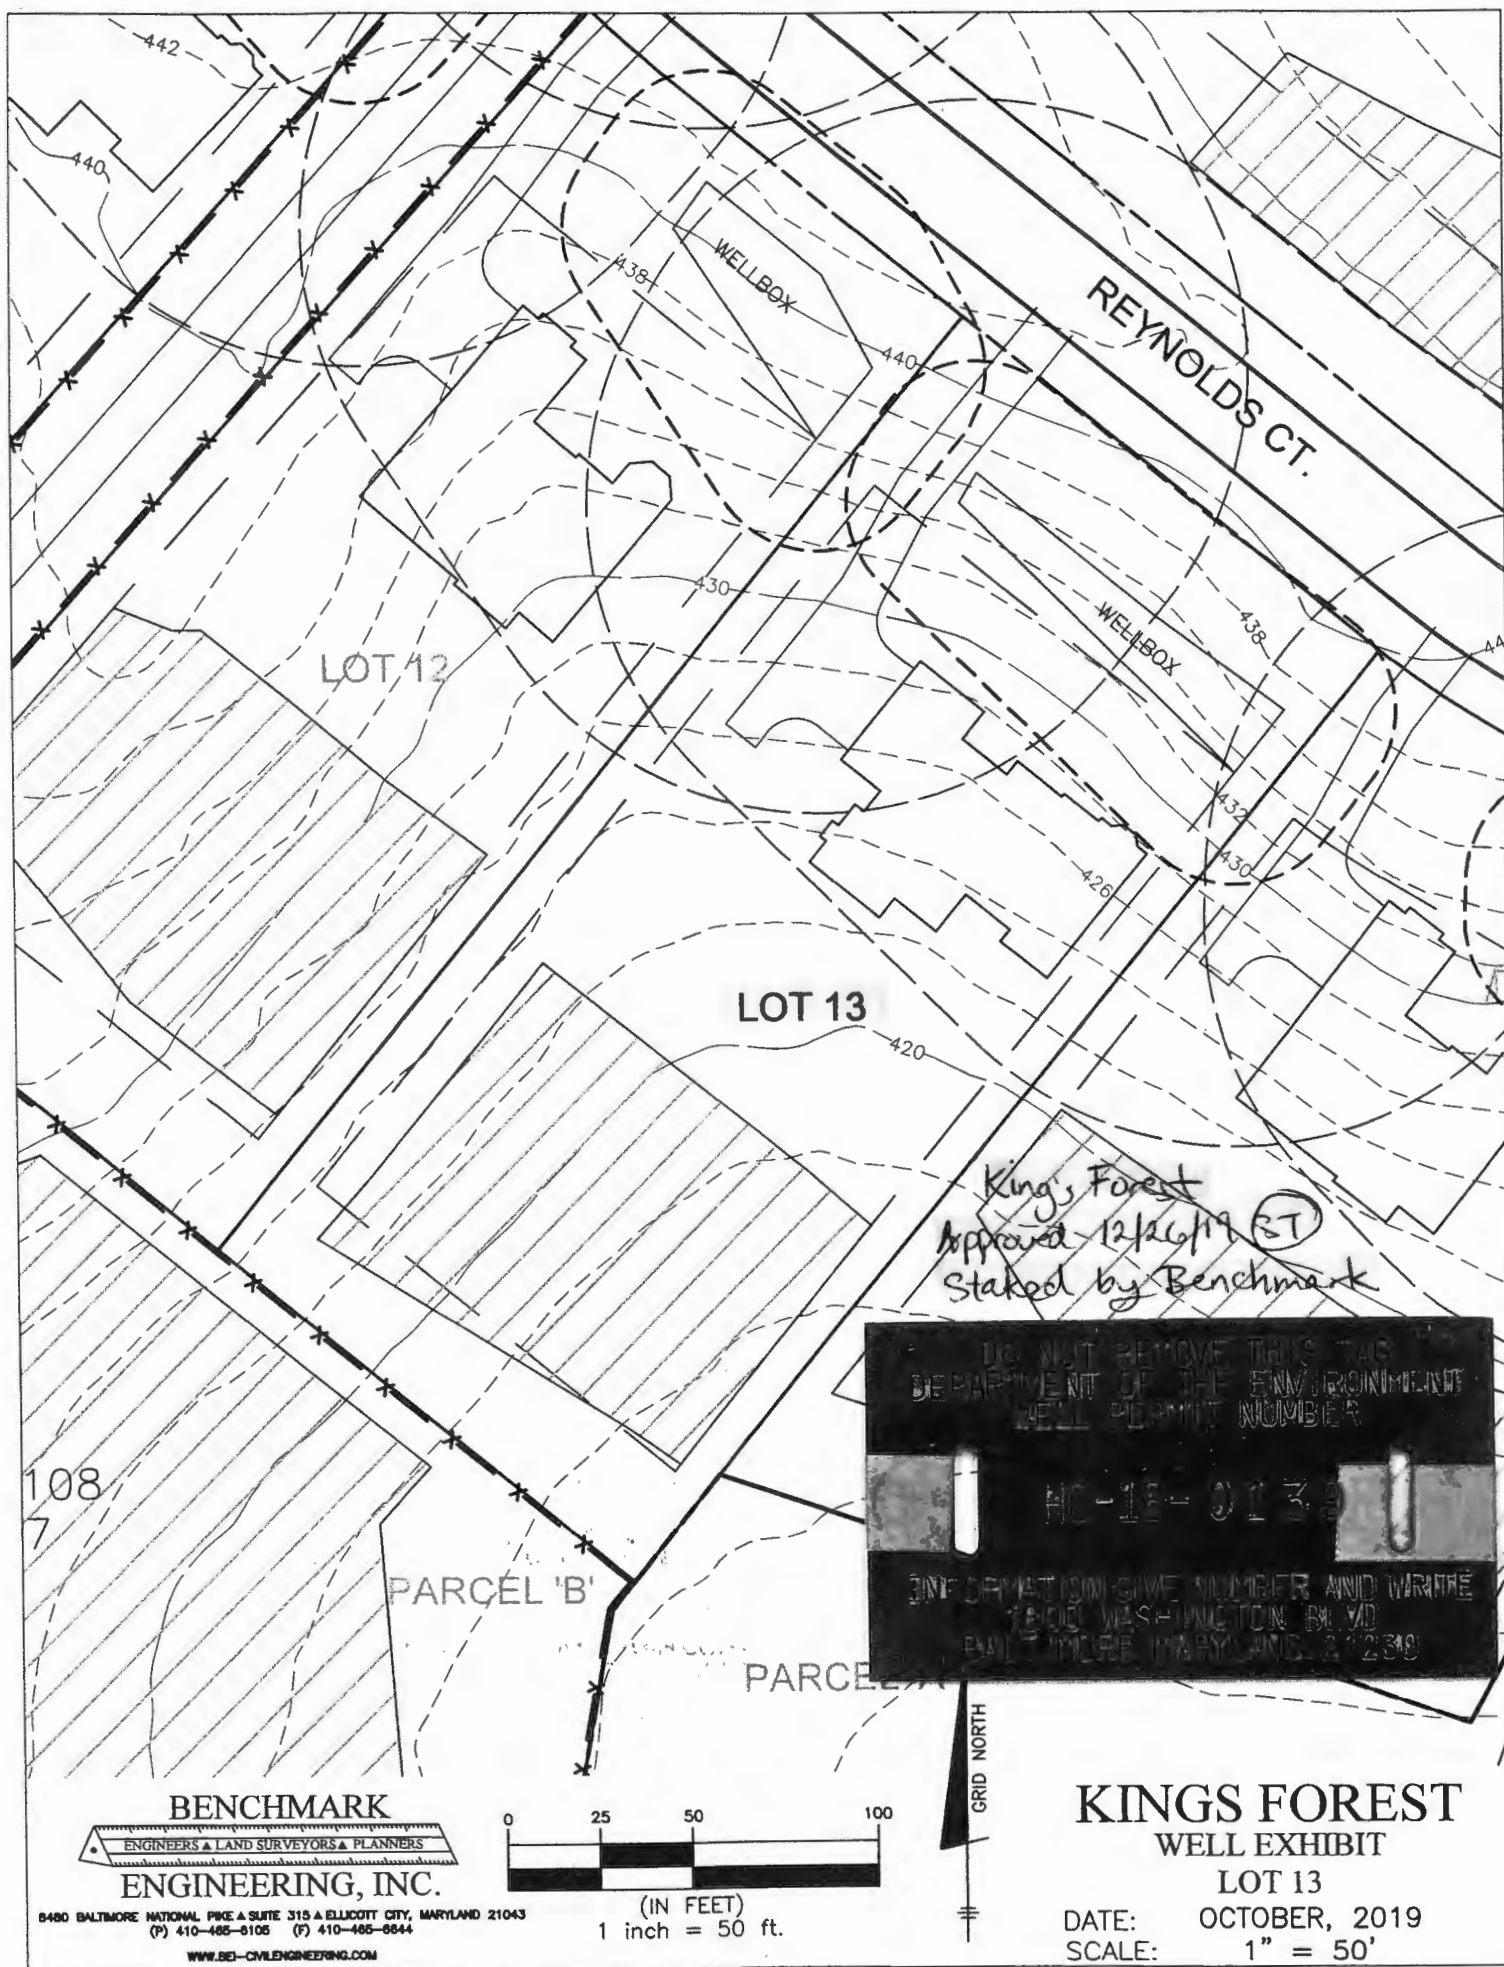 442
440
438
WELLBOX
440
REYNOLDS CT.
430
WELLBOX
438
LOT 12
432
430
426
LOT 13
420
King's Forest
Approved - 12/26/19 BT
Staked by Benchmark
DO NOT REMOVE THIS TAG
DEPARTMENT OF THE ENVIRONMENT
WELL PERMIT NUMBER
INFORMATION GIVE NUMBER AND WRITE
1800 WASHINGTON BLVD
BALTIMORE MARYLAND 21230
108
7
PARCEL 'B'
PARCEL
GRID NORTH
BENCHMARK
ENGINEERS ▲ LAND SURVEYORS ▲ PLANNERS
ENGINEERING, INC.
8480 BALTIMORE NATIONAL PIKE ▲ SUITE 315 ▲ ELLICOTT CITY, MARYLAND 21043
(P) 410-465-6105 (F) 410-465-6644
WWW.BEI-CIVILENGINEERING.COM
0 25 50 100
(IN FEET)
1 inch = 50 ft.
KINGS FOREST
WELL EXHIBIT
LOT 13
DATE: OCTOBER, 2019
SCALE: 1" = 50'